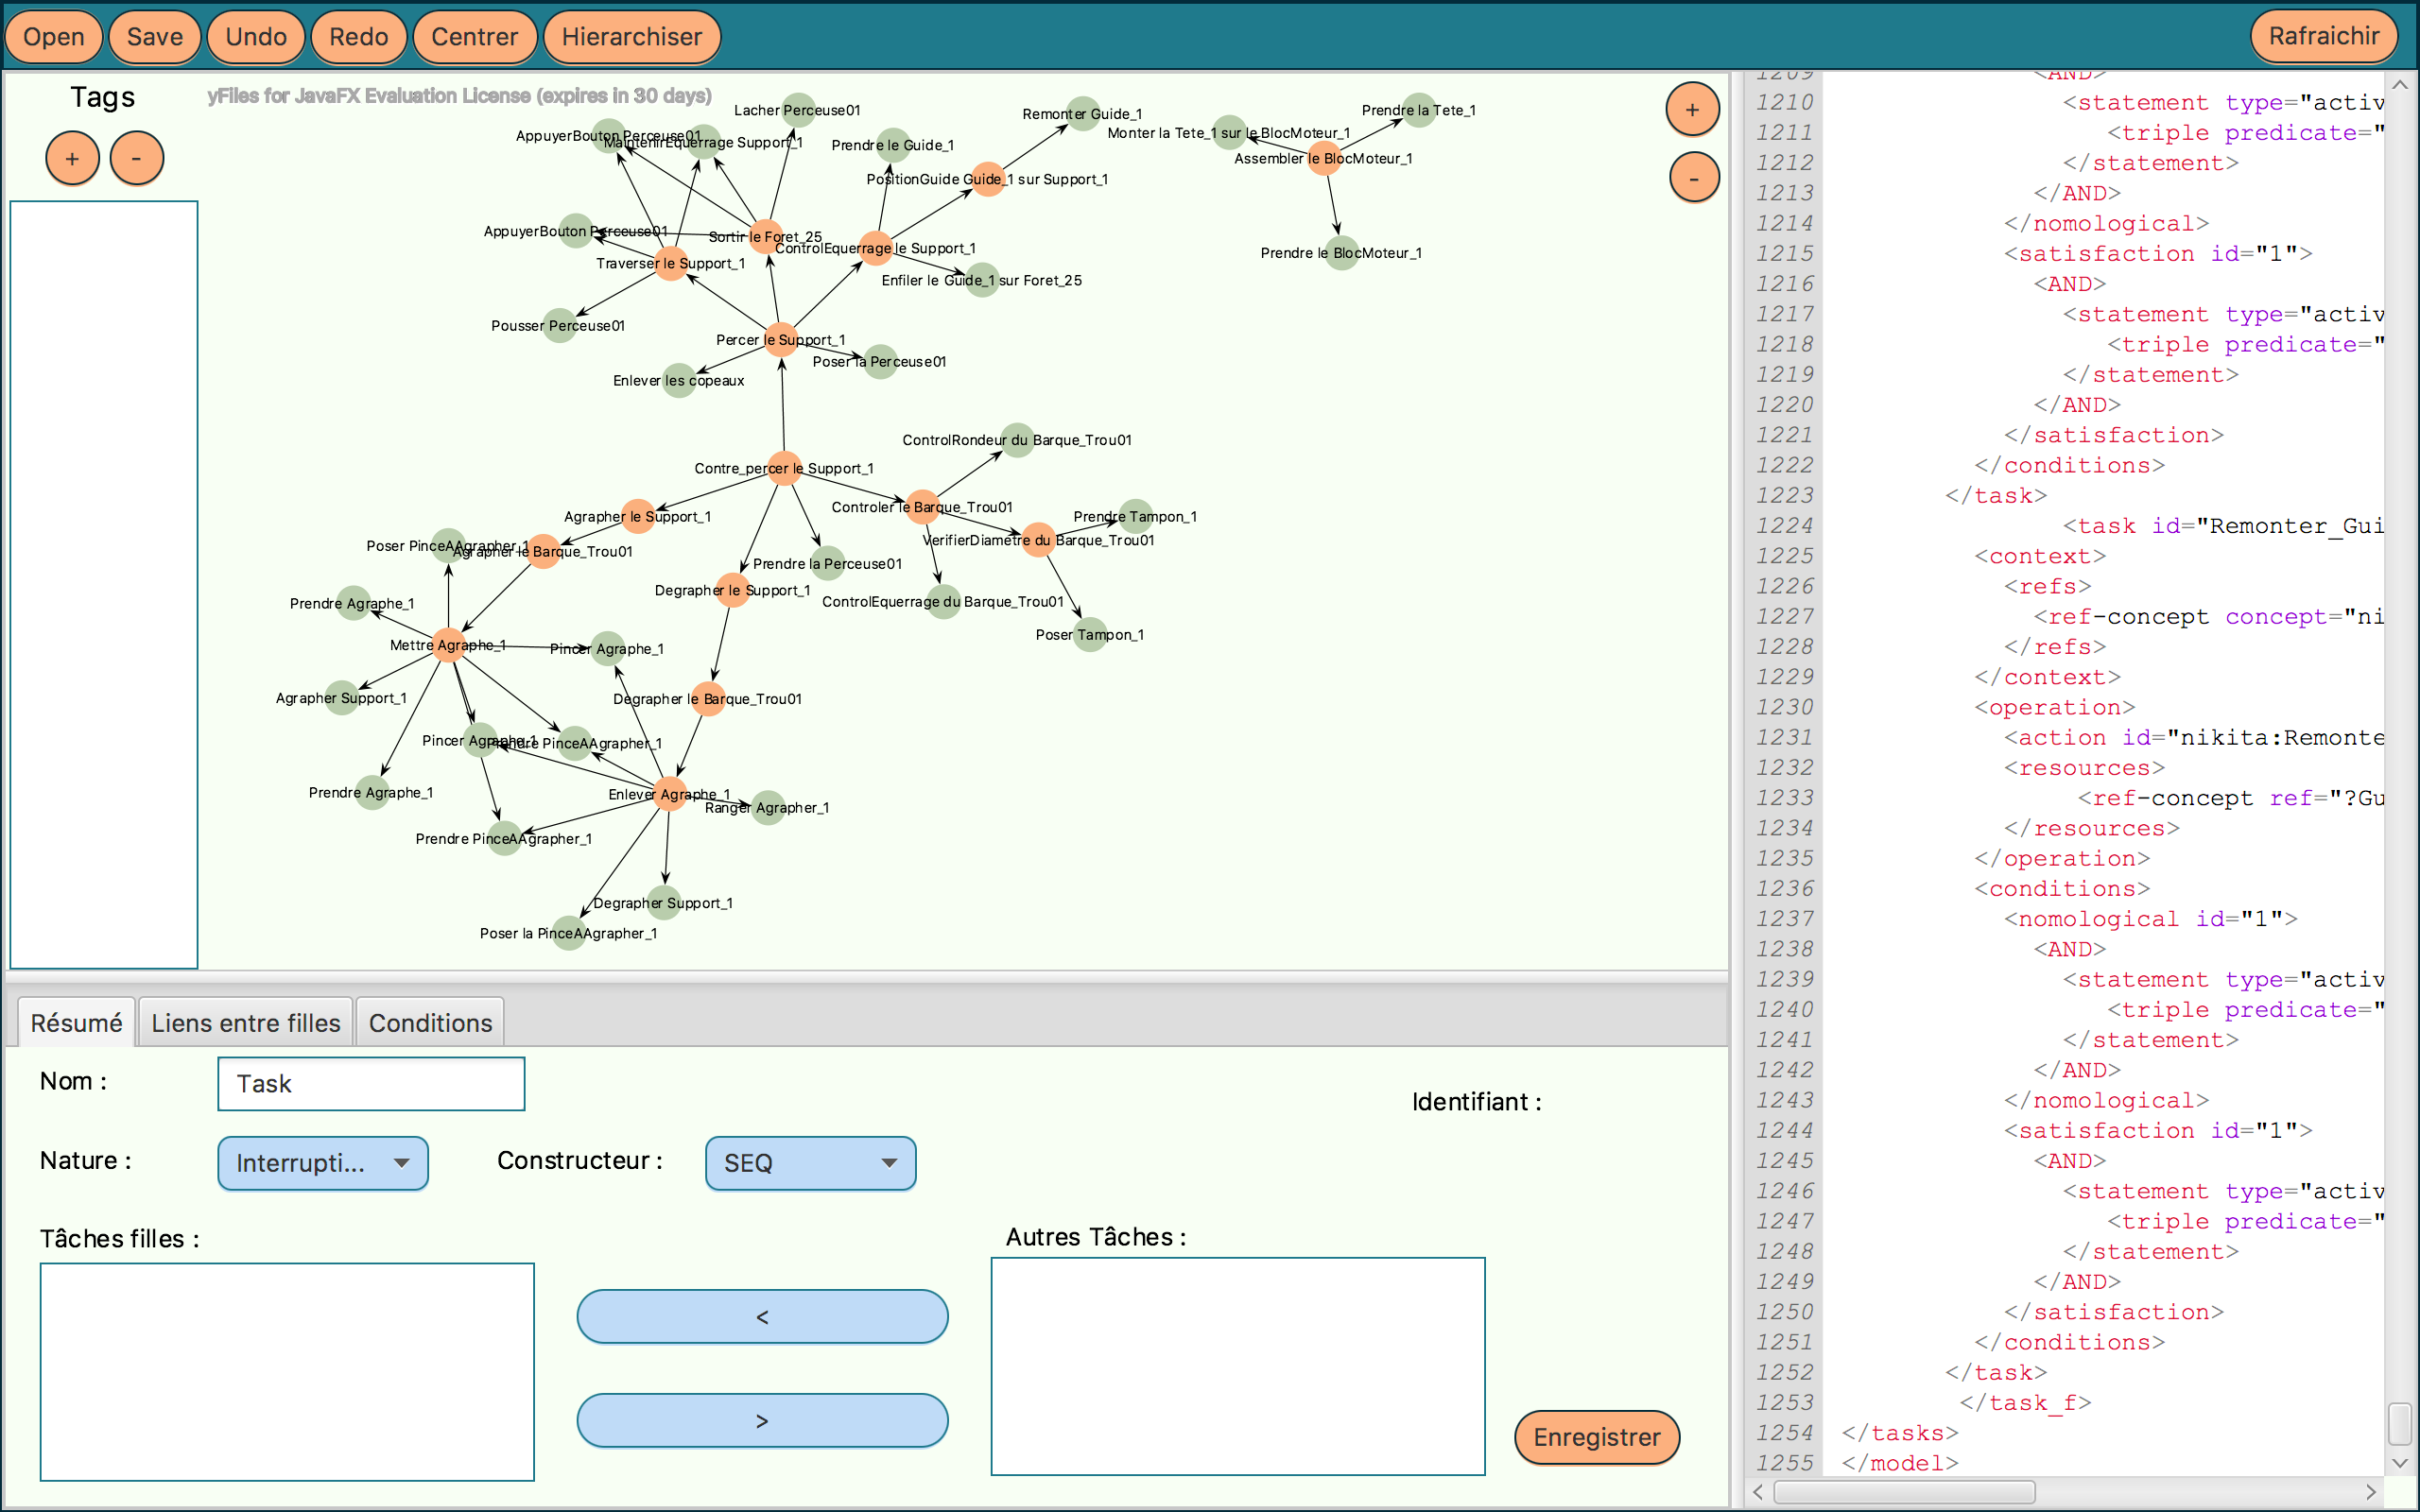 Open Save Undo Redo Centrer Hierarchiser Rafraichir
Tags
+ -
yFiles for JavaFX Evaluation License (expires in 30 days)
+
-
Lacher Perceuse01
AppuyerBouton Perceuse01
MaintenirEquerrage Support_1
Prendre le Guide_1
Remonter Guide_1
Monter la Tete_1 sur le BlocMoteur_1
Prendre la Tete_1
Assembler le BlocMoteur_1
PositionGuide Guide_1 sur Support_1
AppuyerBouton Perceuse01
Sortir le Foret_25
ControlEquerrage le Support_1
Prendre le BlocMoteur_1
Traverser le Support_1
Enfiler le Guide_1 sur Foret_25
Pousser Perceuse01
Percer le Support_1
Poser la Perceuse01
Enlever les copeaux
ControlRondeur du Barque_Trou01
Contre_percer le Support_1
Controler le Barque_Trou01
Agrapher le Support_1
Prendre Tampon_1
VerifierDiametre du Barque_Trou01
Poser PinceAAgrapher_1
Agrapher le Barque_Trou01
Prendre la Perceuse01
Degrapher le Support_1
ControlEquerrage du Barque_Trou01
Prendre Agraphe_1
Poser Tampon_1
Mettre Agraphe_1
Pincer Agraphe_1
Agrapher Support_1
Degrapher le Barque_Trou01
Pincer Agraphe_1
Prendre PinceAAgrapher_1
Prendre Agraphe_1
Enlever Agraphe_1
Ranger Agrapher_1
Prendre PinceAAgrapher_1
Degrapher Support_1
Poser la PinceAAgrapher_1
Résumé Liens entre filles Conditions
Nom : Task
Identifiant :
Nature : Interrupti... Constructeur : SEQ
Tâches filles :
Autres Tâches :
<
>
Enregistrer
1209 <AND>
1210 <statement type="activ
1211 <triple predicate="
1212 </statement>
1213 </AND>
1214 </nomological>
1215 <satisfaction id="1">
1216 <AND>
1217 <statement type="activ
1218 <triple predicate="
1219 </statement>
1220 </AND>
1221 </satisfaction>
1222 </conditions>
1223 </task>
1224 <task id="Remonter_Gui
1225 <context>
1226 <refs>
1227 <ref-concept concept="ni
1228 </refs>
1229 </context>
1230 <operation>
1231 <action id="nikita:Remonte
1232 <resources>
1233 <ref-concept ref="?Gu
1234 </resources>
1235 </operation>
1236 <conditions>
1237 <nomological id="1">
1238 <AND>
1239 <statement type="activ
1240 <triple predicate="
1241 </statement>
1242 </AND>
1243 </nomological>
1244 <satisfaction id="1">
1245 <AND>
1246 <statement type="activ
1247 <triple predicate="
1248 </statement>
1249 </AND>
1250 </satisfaction>
1251 </conditions>
1252 </task>
1253 </task_f>
1254 </tasks>
1255 </model>